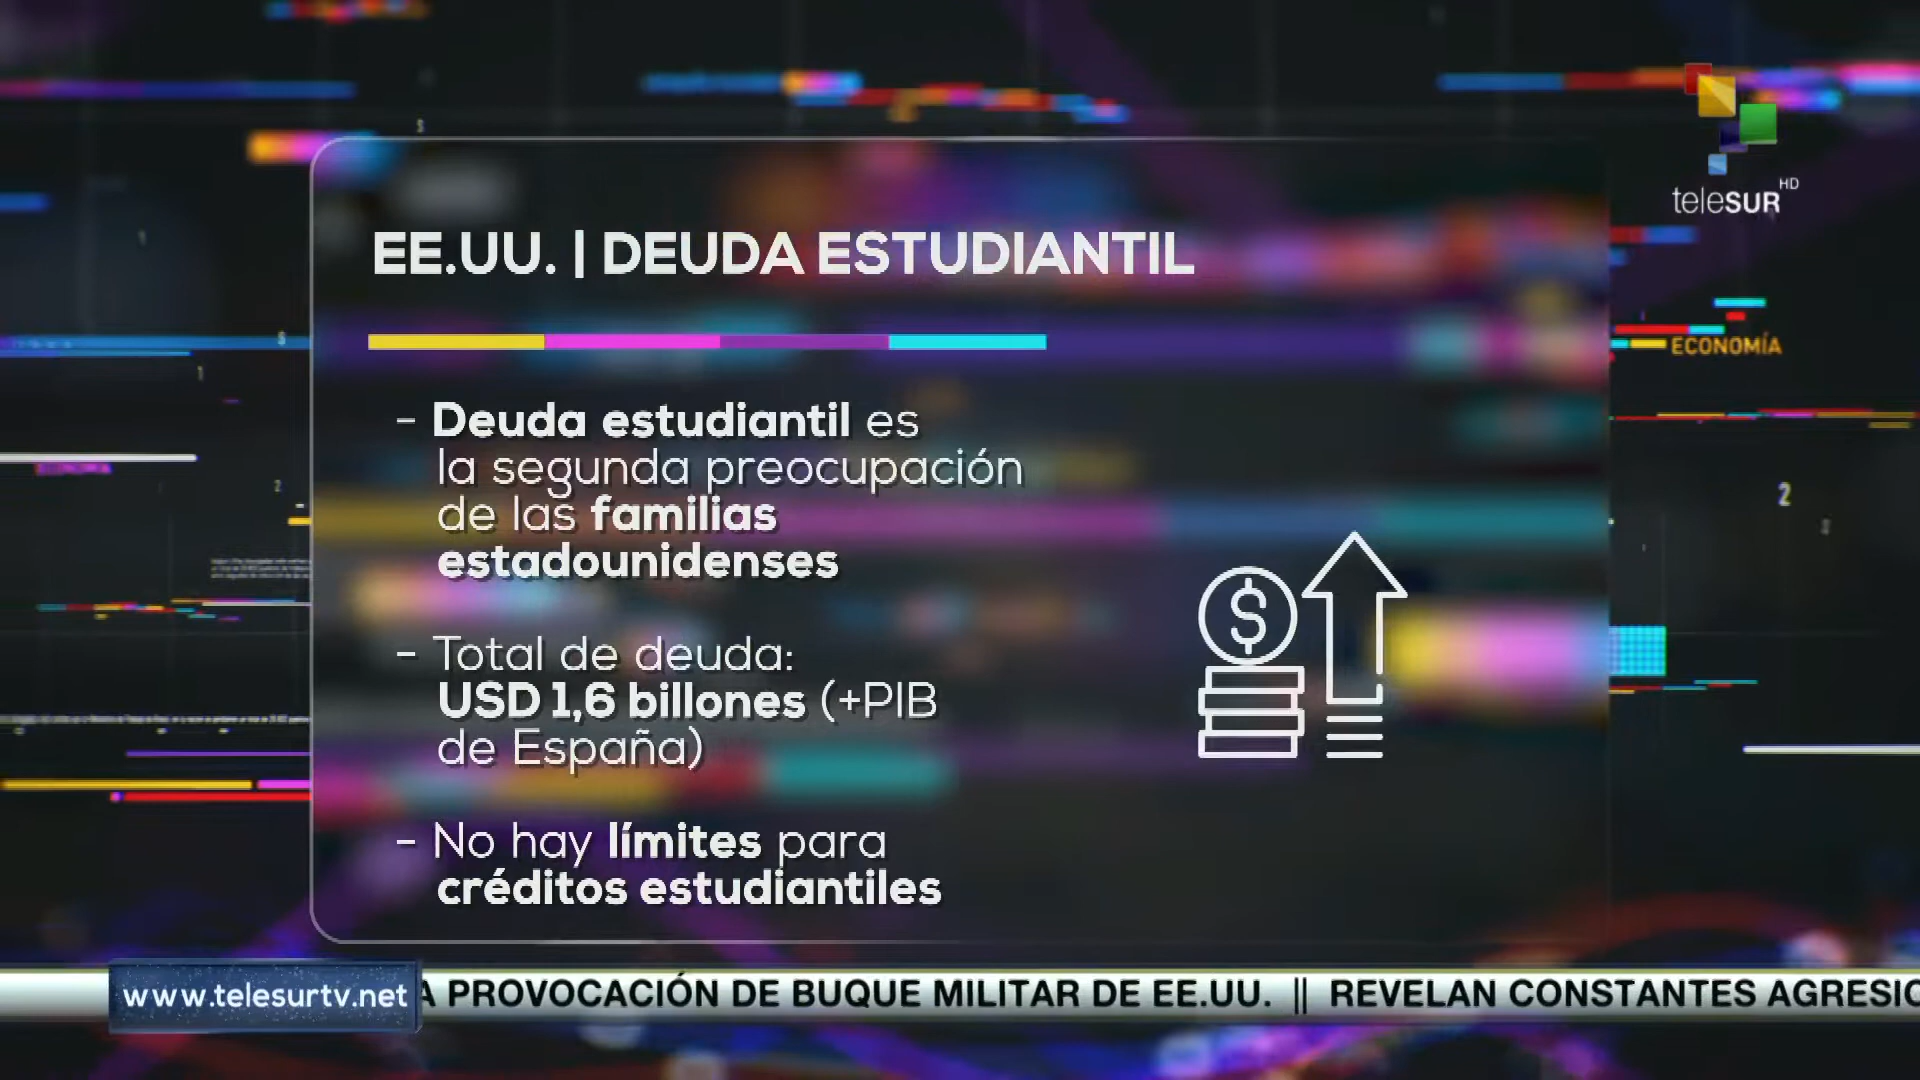 teleSUR HD
EE.UU. | DEUDA ESTUDIANTIL
ECONOMÍA
- Deuda estudiantil es
la segunda preocupación
de las familias
estadounidenses
- Total de deuda:
USD 1,6 billones (+PIB
de España)
- No hay límites para
créditos estudiantiles
$
2
www.telesurtv.net
A PROVOCACIÓN DE BUQUE MILITAR DE EE.UU. || REVELAN CONSTANTES AGRESIO